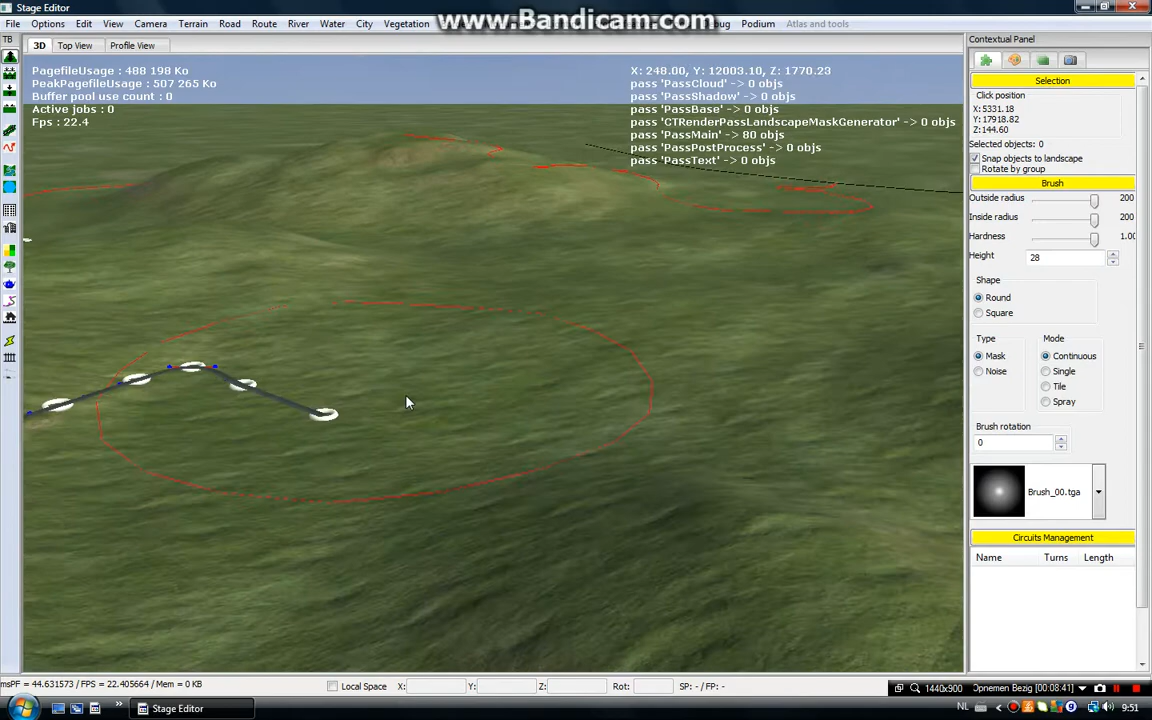 Stage Editor
www.Bandicam.com
File Options Edit View Camera Terrain Road Route River Water City Vegetation Podium Atlas and tools
TB 3D Top View Profile View
PagefileUsage : 488 198 Ko
PeakPagefileUsage : 507 265 Ko
Buffer pool use count : 0
Active jobs : 0
Fps : 22.4
X: 248.00, Y: 12003.10, Z: 1770.23
pass 'PassCloud' -> 0 objs
pass 'PassShadow' -> 0 objs
pass 'PassBase' -> 0 objs
pass 'CTRenderPassLandscapeMaskGenerator' -> 0 objs
pass 'PassMain' -> 80 objs
pass 'PassPostProcess' -> 0 objs
pass 'PassText' -> 0 objs
Contextual Panel
Selection
Click position
X: 5331.18
Y: 17918.82
Z: 144.60
Selected objects: 0
Snap objects to landscape
Rotate by group
Brush
Outside radius 200
Inside radius 200
Hardness 1.00
Height 28
Shape
Round
Square
Type Mode
Mask Continuous
Noise Single
Tile
Spray
Brush rotation
0
Brush_00.tga
Circuits Management
Name Turns Length
msPF = 44.631573 / FPS = 22.405664 / Mem = 0 KB
Local Space X: Y: Z: Rot: SP: - / FP: -
1440x900 Opnemen Bezig [00:08:41]
Stage Editor
NL 9:51